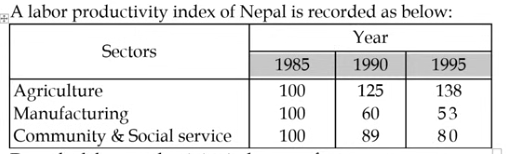 A labor productivity index of Nepal is recorded as below:
Sectors Year
1985 1990 1995
Agriculture 100 125 138
Manufacturing 100 60 53
Community & Social service 100 89 80